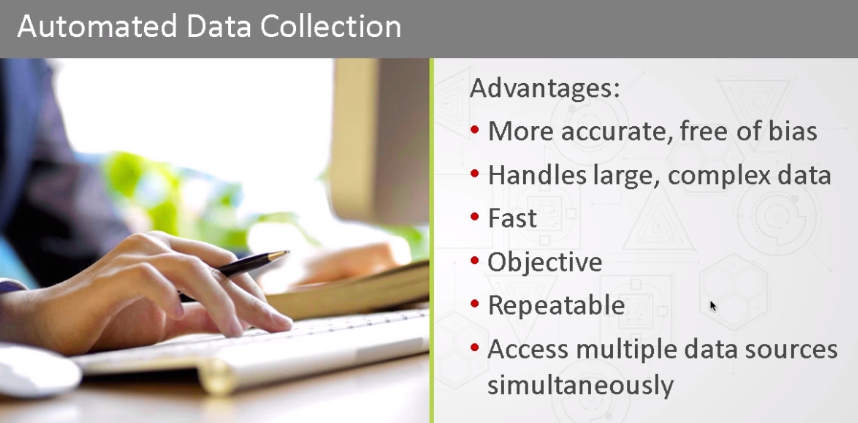 Automated Data Collection
Advantages:
• More accurate, free of bias
• Handles large, complex data
• Fast
• Objective
• Repeatable
• Access multiple data sources
simultaneously